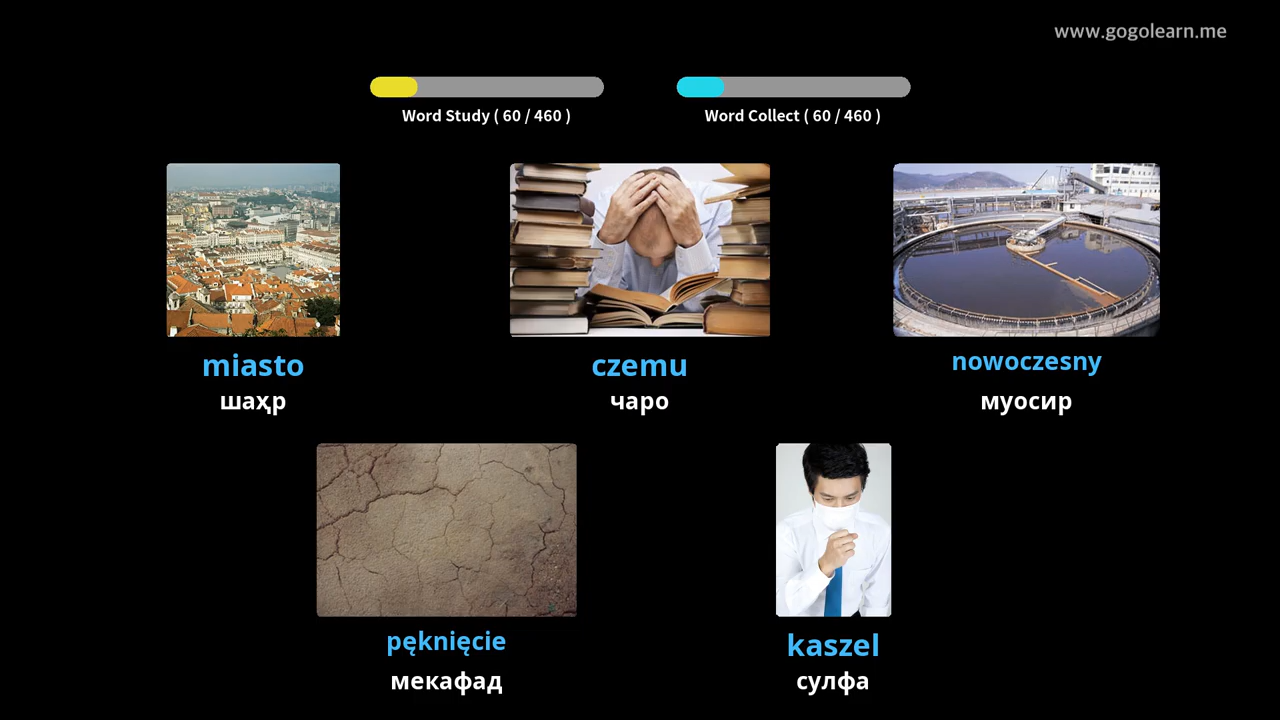 www.gogolearn.me
Word Study ( 60 / 460 )
Word Collect ( 60 / 460 )
miasto
шаҳр
czemu
чаро
nowoczesny
муосир
pęknięcie
мекафад
kaszel
сулфа